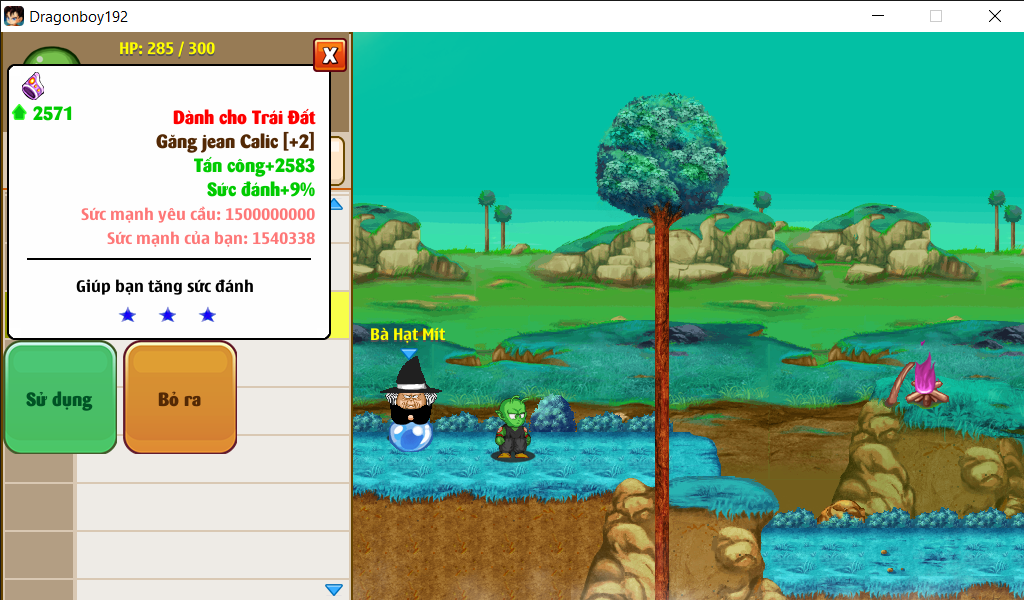 Dragonboy192
HP: 285 / 300
X
2571
Dành cho Trái Đất
Găng jean Calic [+2]
Tấn công+2583
Sức đánh+9%
Sức mạnh yêu cầu: 1500000000
Sức mạnh của bạn: 1540338
Giúp bạn tăng sức đánh
Sử dụng
Bỏ ra
Bà Hạt Mít